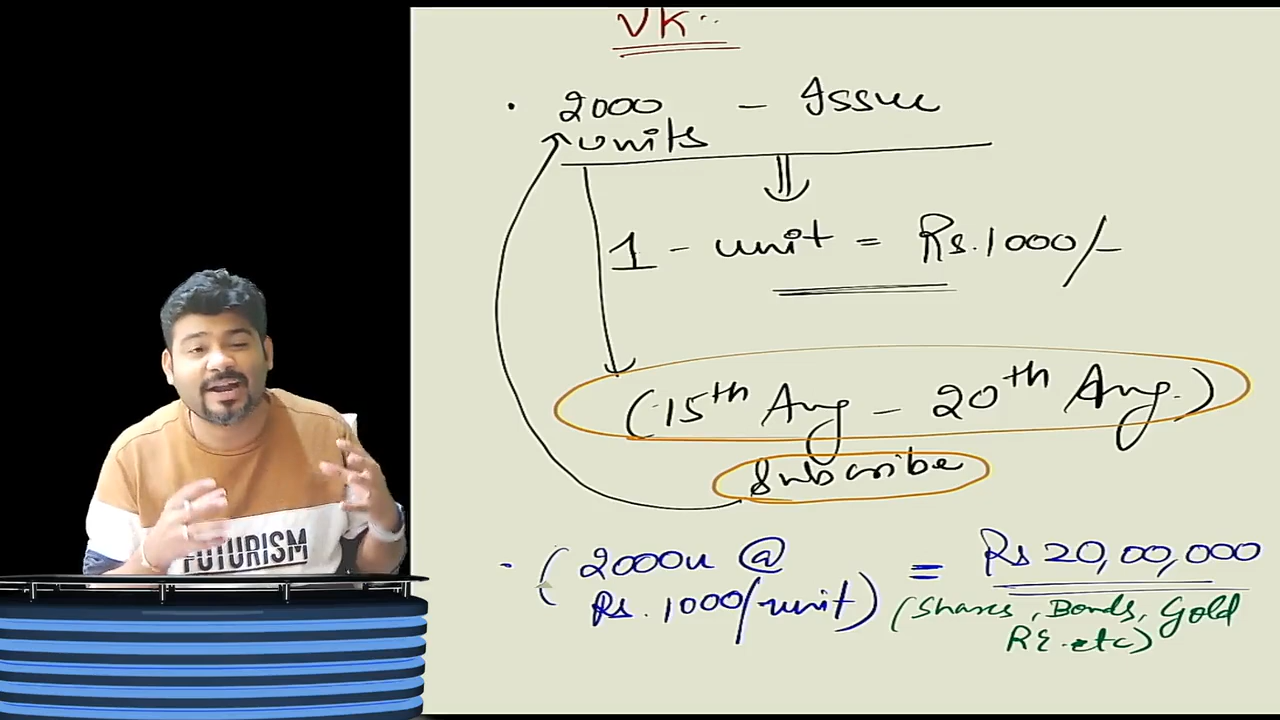 VK..
. 2000 - Issue
units
1 - unit = Rs. 1000/-
(15th Aug - 20th Aug.)
Subscribe
- (2000u @ = Rs 20,00,000
Rs. 1000/unit) (Shares, Bonds, Gold
RE. etc)
FUTURISM